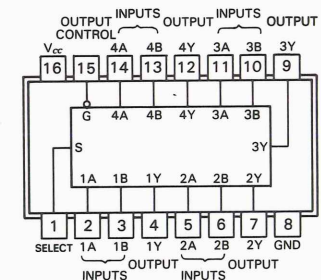 OUTPUT INPUTS OUTPUT INPUTS OUTPUT
CONTROL
Vcc 4A 4B 4Y 3A 3B 3Y
16 15 14 13 12 11 10 9
G 4A 4B 4Y 3A 3B
S 3Y
1A 1B 1Y 2A 2B 2Y
1 2 3 4 5 6 7 8
SELECT 1A 1B 1Y 2A 2B 2Y GND
INPUTS OUTPUT INPUTS OUTPUT